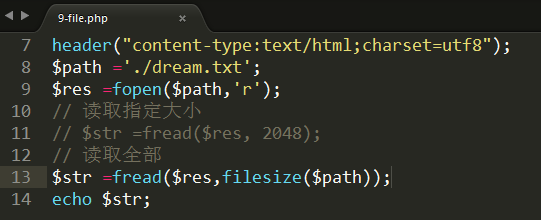 9-file.php ×
7 header("content-type:text/html;charset=utf8");
8 $path ='./dream.txt';
9 $res =fopen($path,'r');
10 // 读取指定大小
11 // $str =fread($res, 2048);
12 // 读取全部
13 $str =fread($res,filesize($path));
14 echo $str;